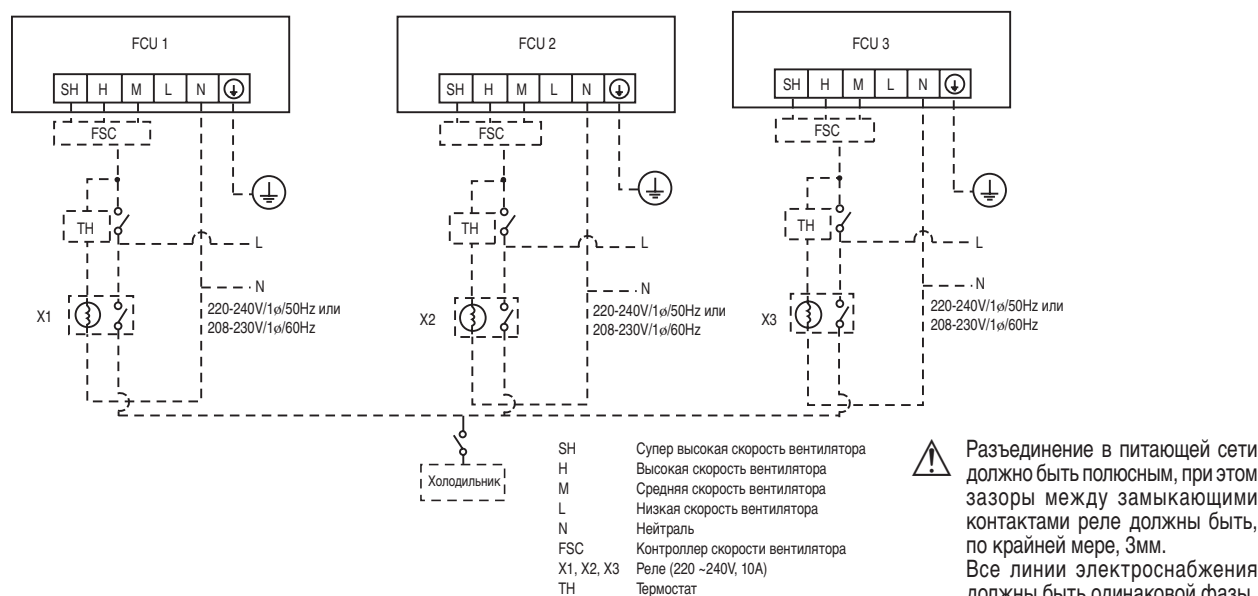 FCU 1
SH H M L N
FSC
TH
L
N
X1
220-240V/1ø/50Hz или
208-230V/1ø/60Hz
FCU 2
SH H M L N
FSC
TH
L
N
X2
220-240V/1ø/50Hz или
208-230V/1ø/60Hz
FCU 3
SH H M L N
FSC
TH
L
N
X3
220-240V/1ø/50Hz или
208-230V/1ø/60Hz
Холодильник
SH Супер высокая скорость вентилятора
H Высокая скорость вентилятора
M Средняя скорость вентилятора
L Низкая скорость вентилятора
N Нейтраль
FSC Контроллер скорости вентилятора
X1, X2, X3 Реле (220 ~240V, 10A)
TH Термостат
Разъединение в питающей сети
должно быть полюсным, при этом
зазоры между замыкающими
контактами реле должны быть,
по крайней мере, 3мм.
Все линии электроснабжения
должны быть одинаковой фазы.